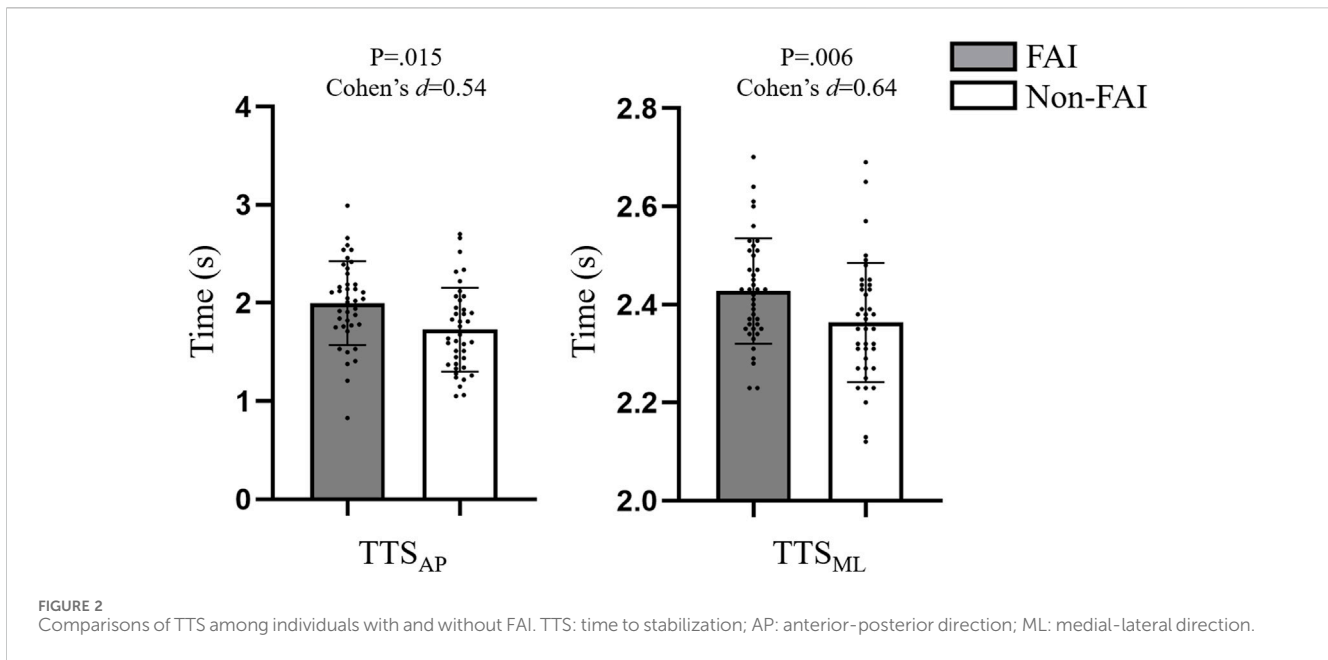 P=.015
Cohen's d=0.54
4
3
2
1
0
Time (s)
TTSAP
P=.006
Cohen's d=0.64
2.8
2.6
2.4
2.2
2.0
Time (s)
TTSML
FAI
Non-FAI
FIGURE 2
Comparisons of TTS among individuals with and without FAI. TTS: time to stabilization; AP: anterior-posterior direction; ML: medial-lateral direction.